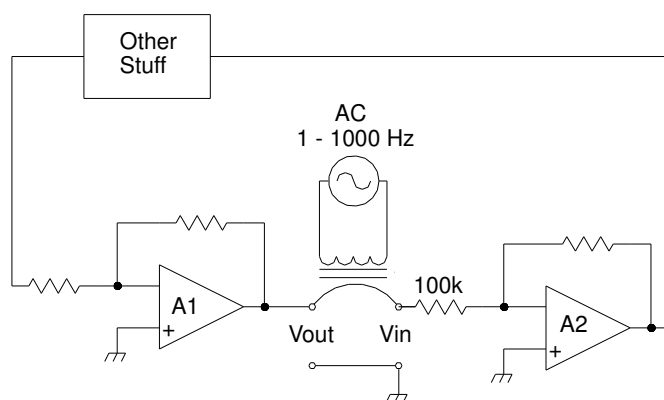 Other
Stuff
AC
1 - 1000 Hz
100k
A1
+
Vout
Vin
A2
+